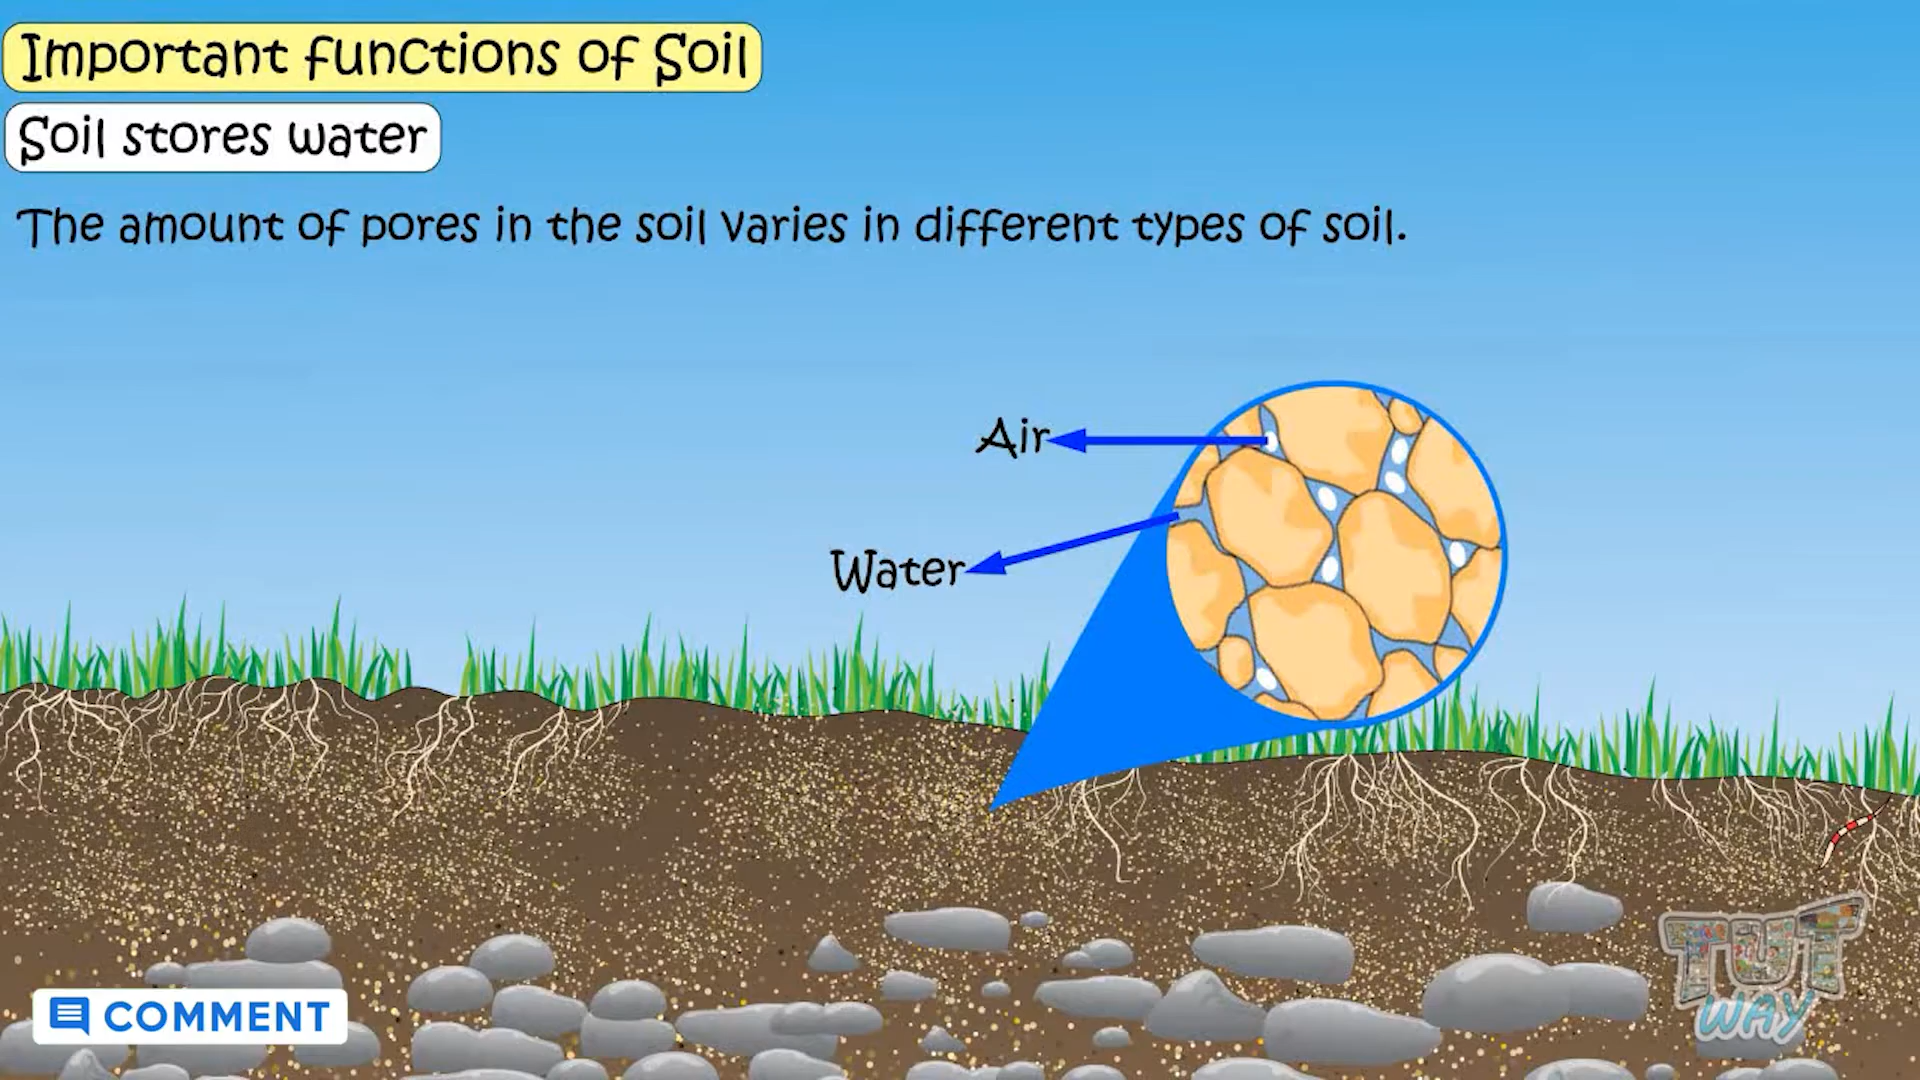 Important functions of Soil
Soil stores water
The amount of pores in the soil varies in different types of soil.
Air
Water
COMMENT
TUT
WAY